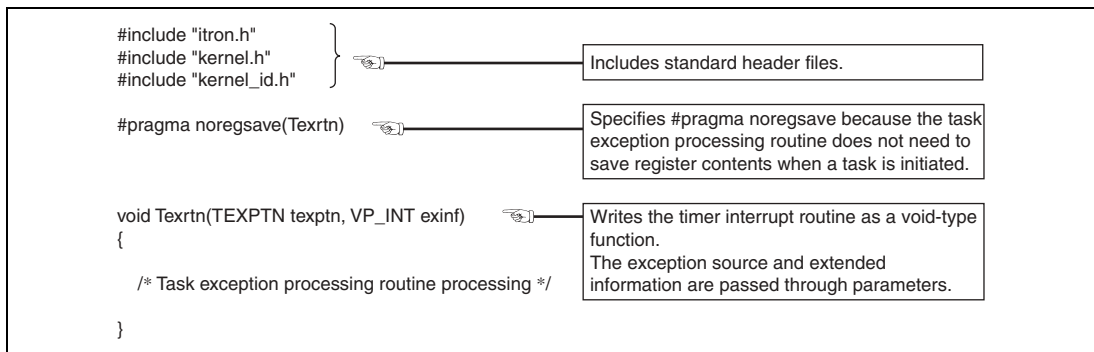 #include "itron.h"
#include "kernel.h"
#include "kernel_id.h"
Includes standard header files.
#pragma noregsave(Texrtn)
Specifies #pragma noregsave because the task
exception processing routine does not need to
save register contents when a task is initiated.
void Texrtn(TEXPTN texptn, VP_INT exinf)
{
/* Task exception processing routine processing */
}
Writes the timer interrupt routine as a void-type
function.
The exception source and extended
information are passed through parameters.